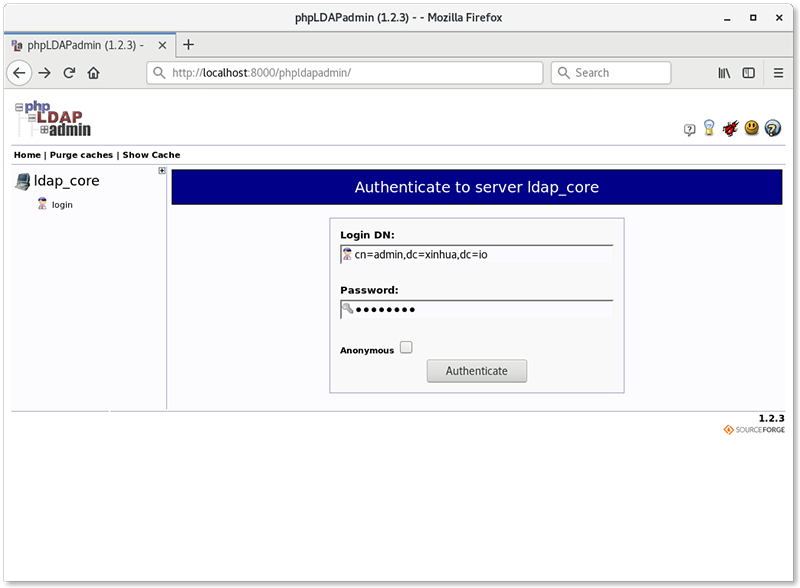 phpLDAPadmin (1.2.3) - - Mozilla Firefox
phpLDAPadmin (1.2.3) -
http://localhost:8000/phpldapadmin/
Search
php
LDAP
admin
Home | Purge caches | Show Cache
ldap_core
login
Authenticate to server ldap_core
Login DN:
cn=admin,dc=xinhua,dc=io
Password:
••••••••
Anonymous
Authenticate
1.2.3
SOURCEFORGE